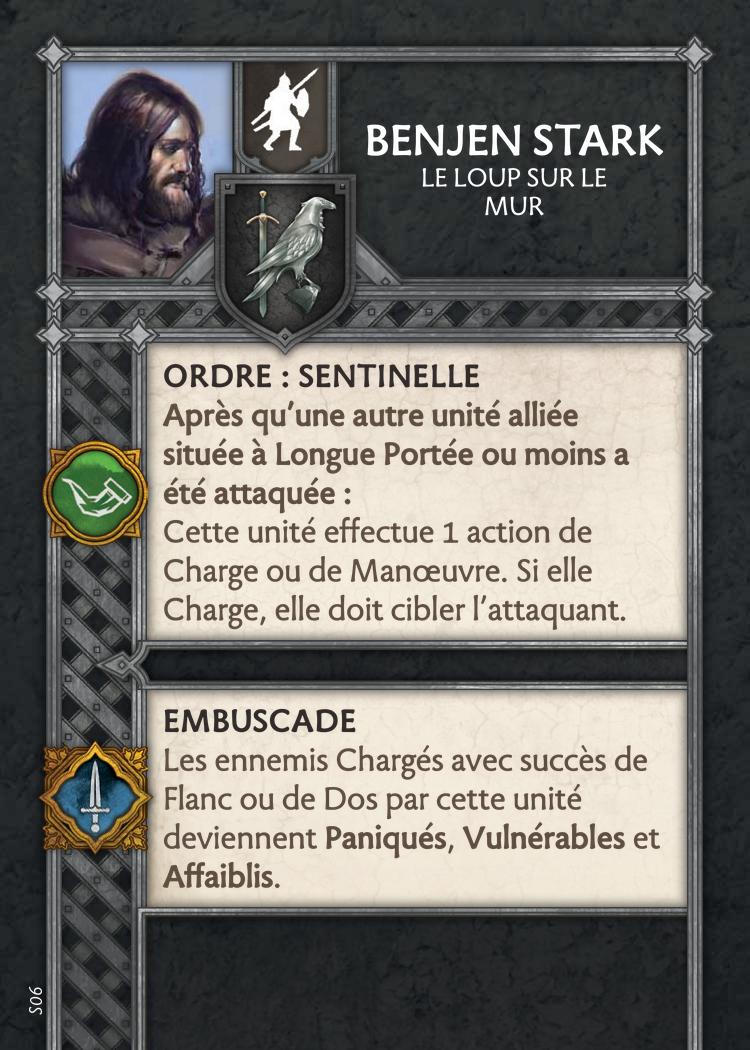 BENJEN STARK
LE LOUP SUR LE
MUR
ORDRE : SENTINELLE
Après qu'une autre unité alliée
située à Longue Portée ou moins a
été attaquée :
Cette unité effectue 1 action de
Charge ou de Manœuvre. Si elle
Charge, elle doit cibler l'attaquant.
EMBUSCADE
Les ennemis Chargés avec succès de
Flanc ou de Dos par cette unité
deviennent Paniqués, Vulnérables et
Affaiblis.
S06